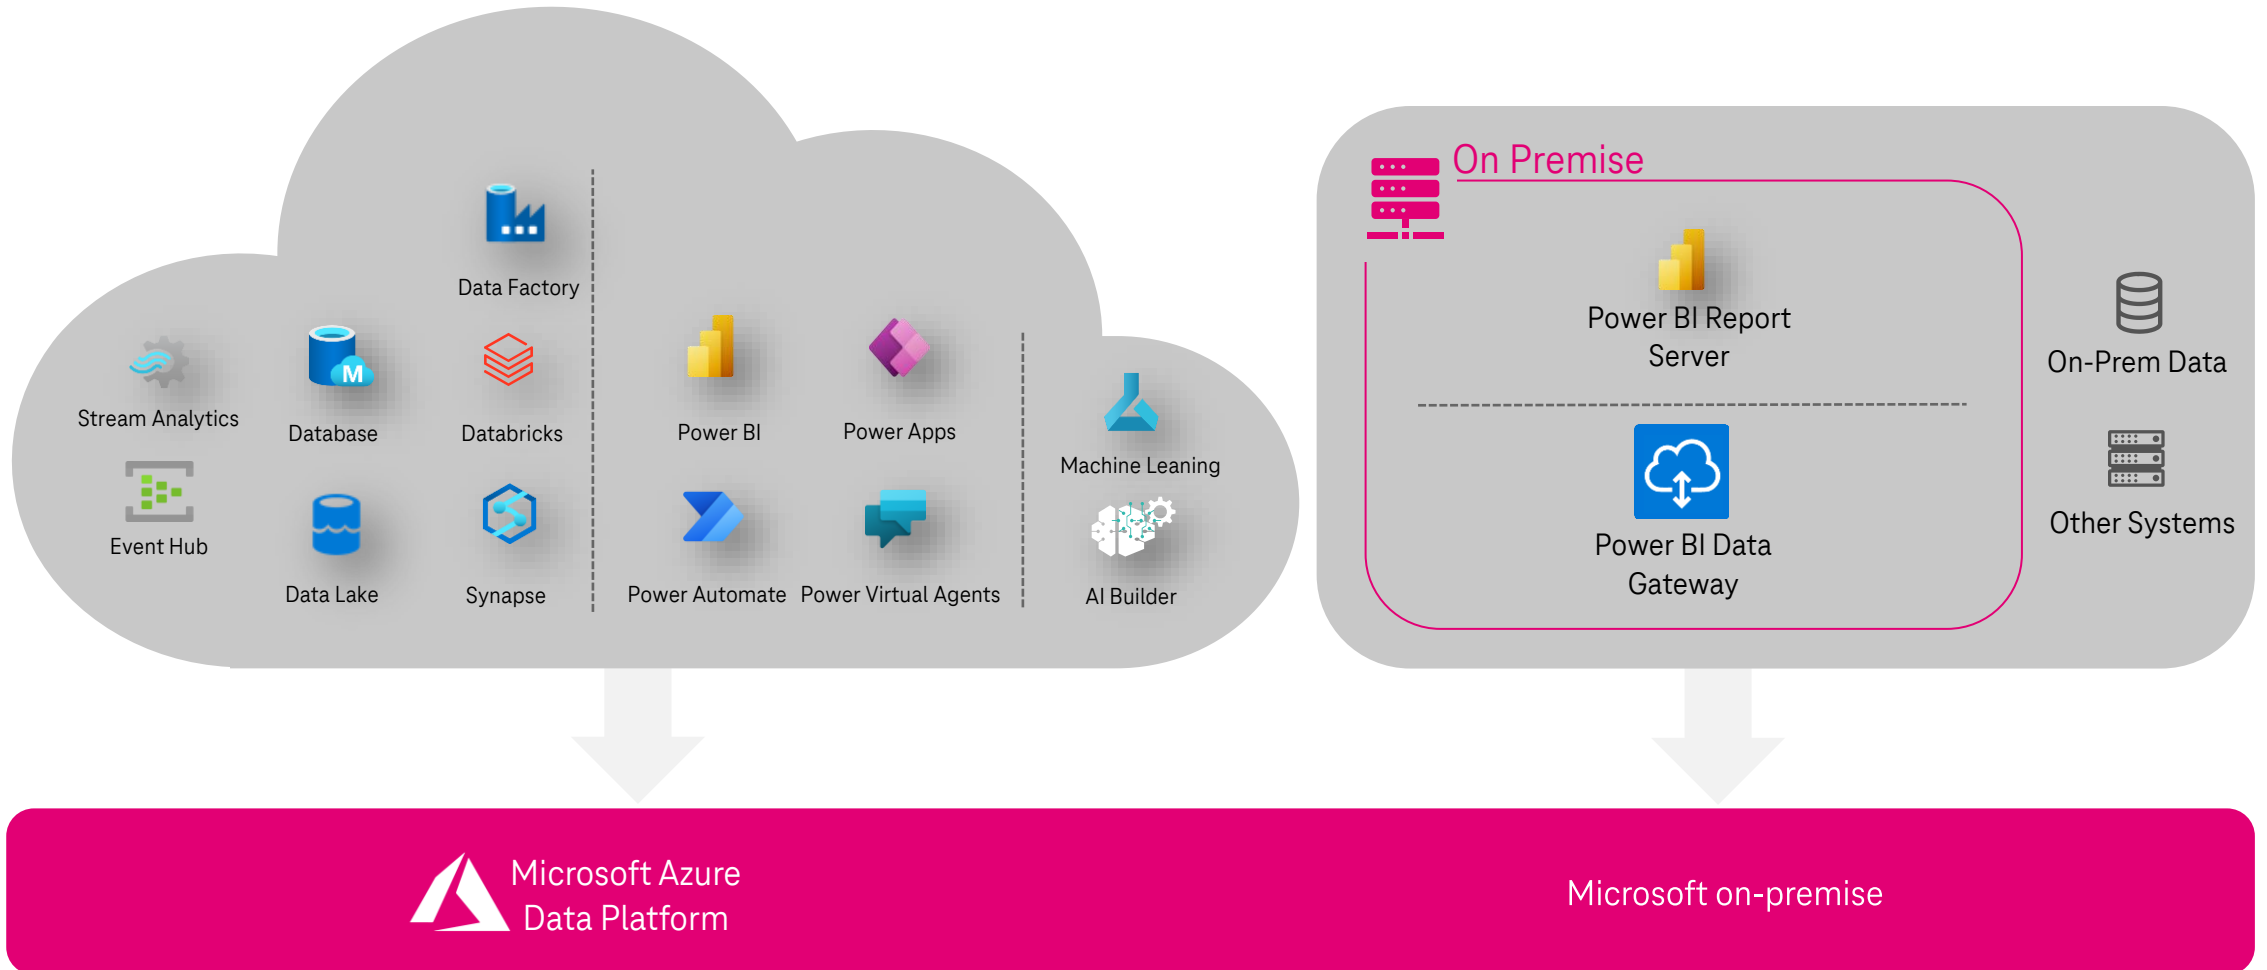 Data Factory
Stream Analytics
Database
Databricks
Event Hub
Data Lake
Synapse
Power BI
Power Apps
Power Automate
Power Virtual Agents
Machine Leaning
AI Builder
On Premise
Power BI Report
Server
Power BI Data
Gateway
On-Prem Data
Other Systems
Microsoft Azure
Data Platform
Microsoft on-premise
M